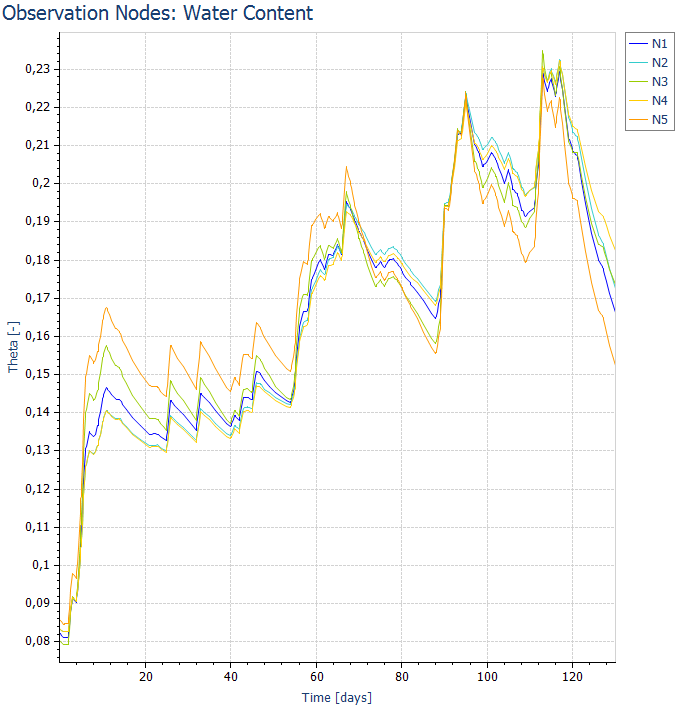 Observation Nodes: Water Content
N1
N2
N3
N4
N5
0,23
0,22
0,21
0,2
0,19
0,18
0,17
0,16
0,15
0,14
0,13
0,12
0,11
0,1
0,09
0,08
Theta [-]
20
40
60
80
100
120
Time [days]